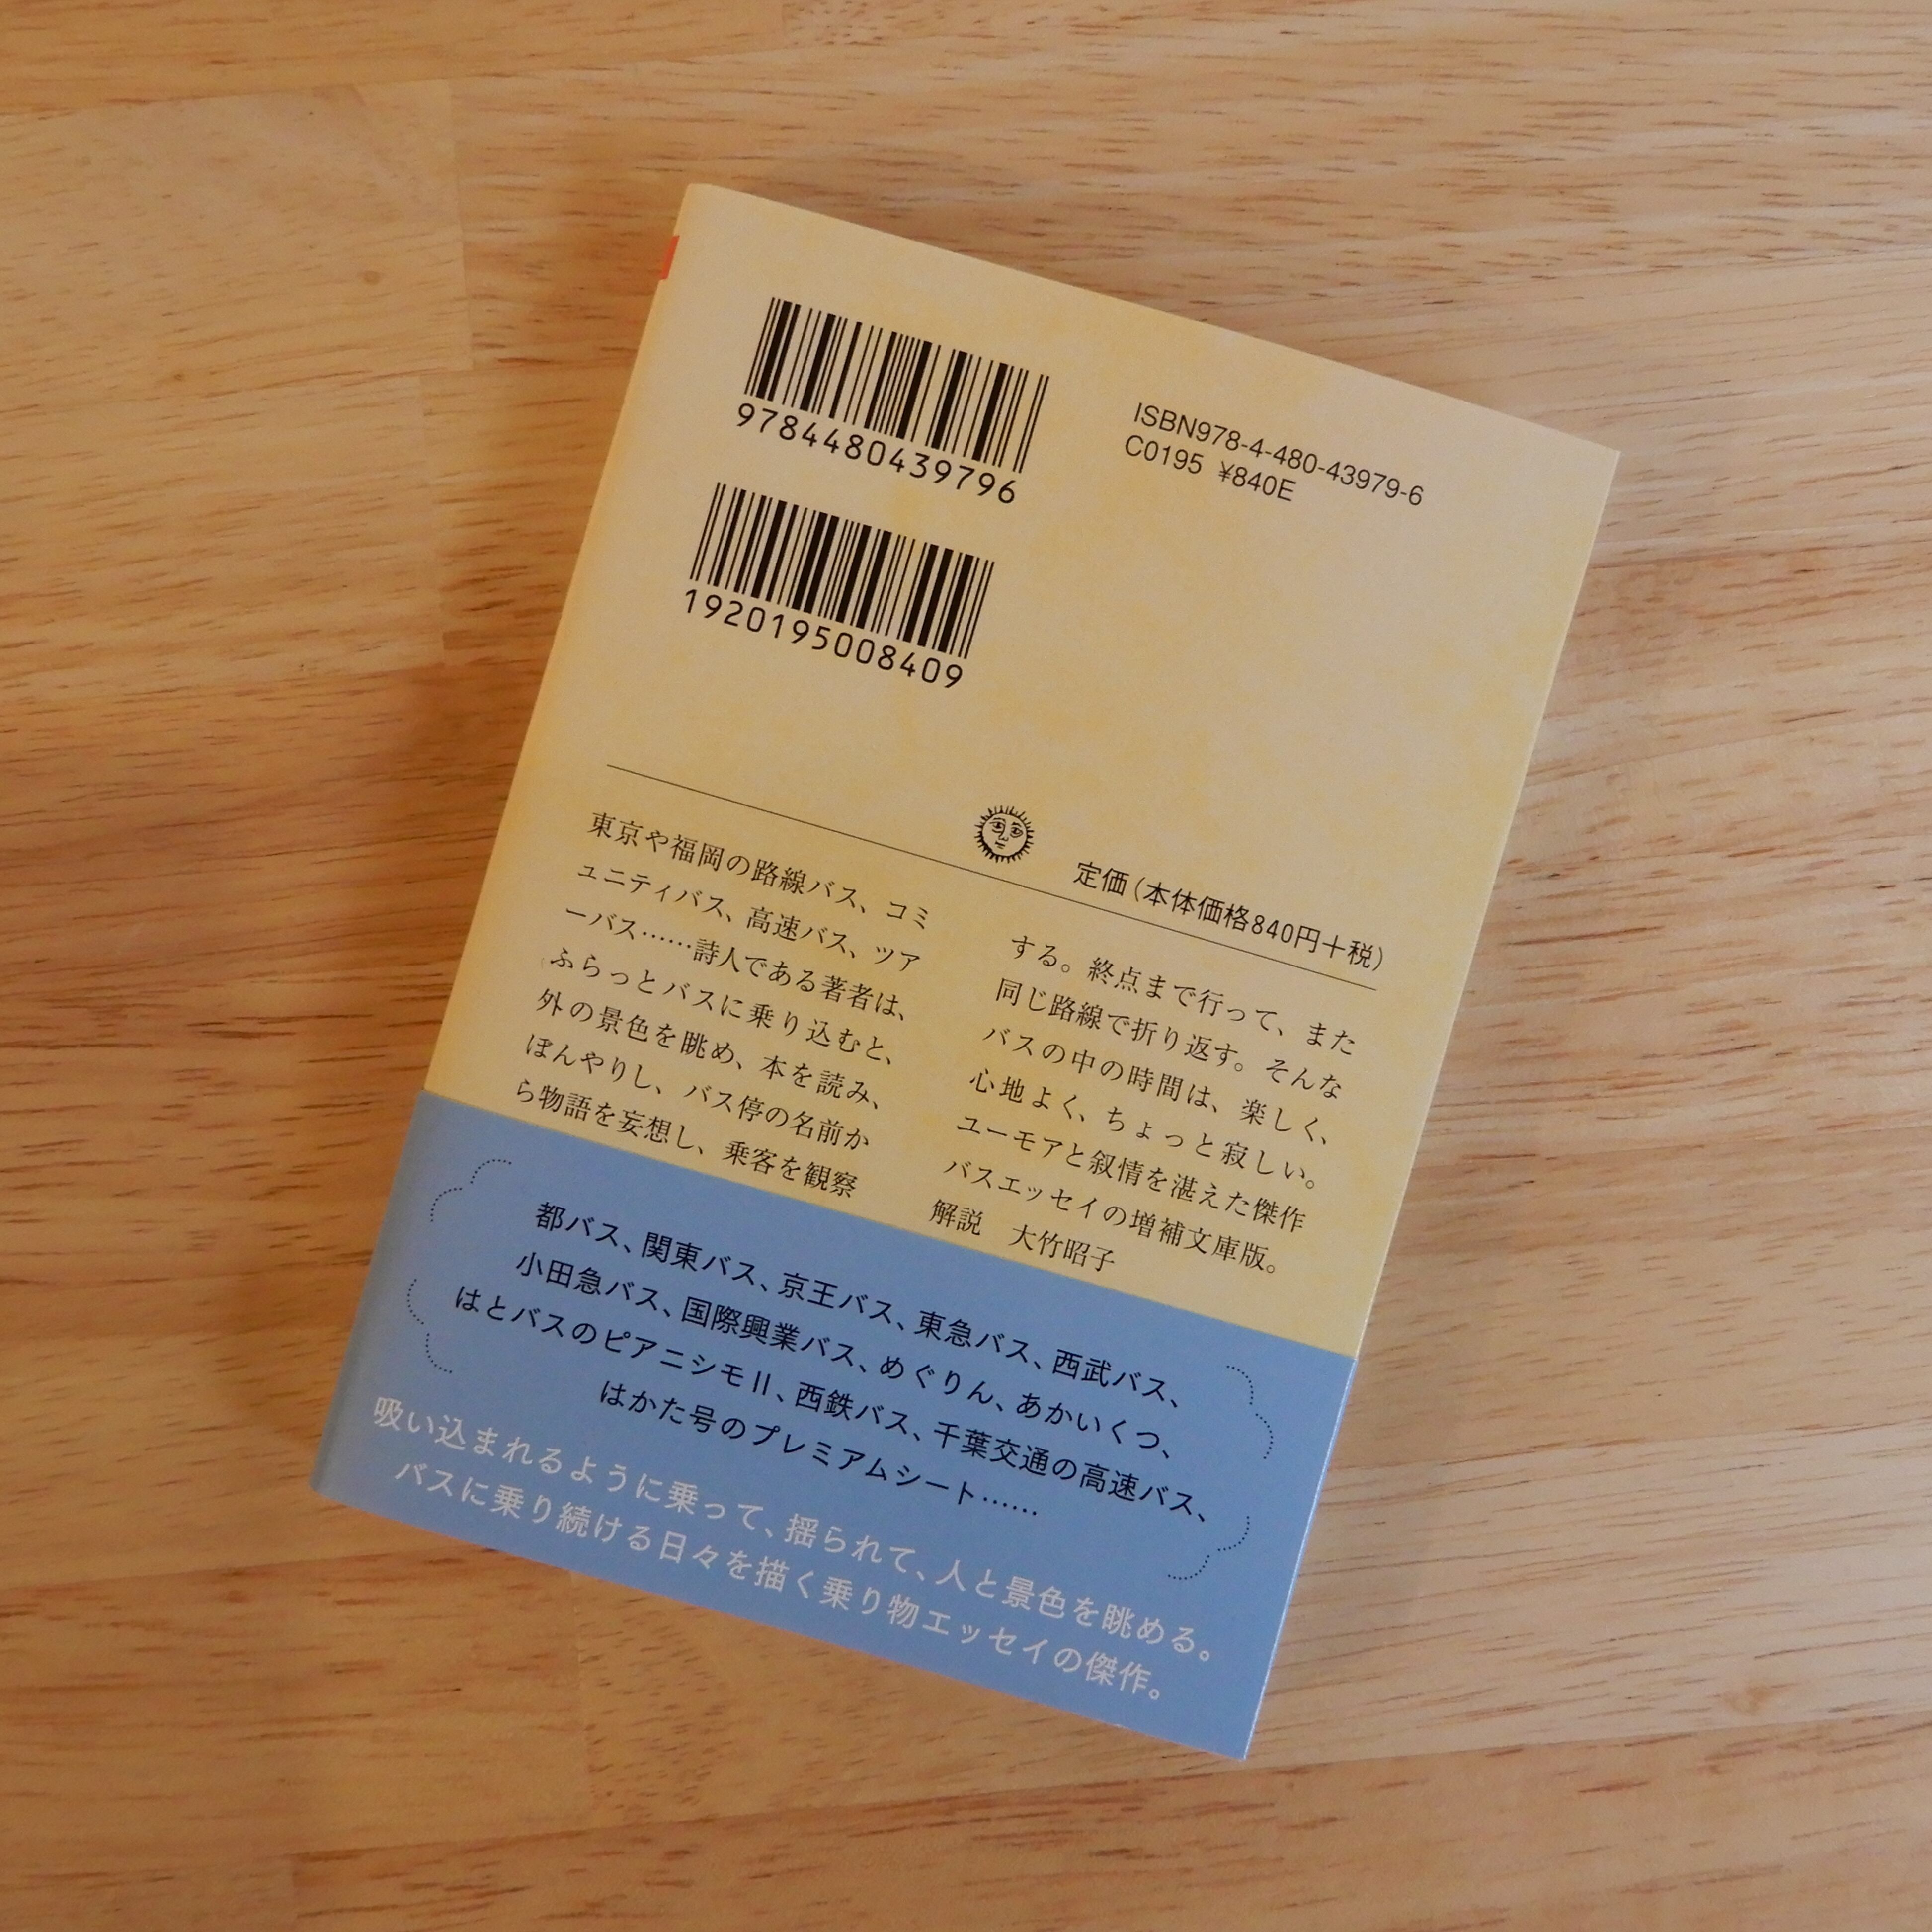 9784480439796
ISBN978-4-480-43979-6
C0195 ¥840E
1920195008409
定価(本体価格840円+税)
東京や福岡の路線バス、コミ
ュニティバス、高速バス、ツア
ーバス……詩人である著者は、
ふらっとバスに乗り込むと、
外の景色を眺め、本を読み、
ぼんやりし、バス停の名前か
ら物語を妄想し、乗客を観察
する。終点まで行って、また
同じ路線で折り返す。そんな
バスの中の時間は、楽しく、
心地よく、ちょっと寂しい。
ユーモアと叙情を湛えた傑作
バスエッセイの増補文庫版。
解説　大竹昭子
都バス、関東バス、京王バス、東急バス、西武バス、
小田急バス、国際興業バス、めぐりん、あかいくつ、
はとバスのピアニシモⅡ、西鉄バス、千葉交通の高速バス、
はかた号のプレミアムシート……
吸い込まれるように乗って、揺られて、人と景色を眺める。
バスに乗り続ける日々を描く乗り物エッセイの傑作。